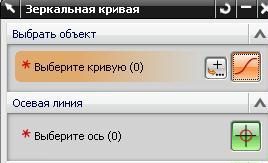 Зеркальная кривая
Выбрать объект
* Выберите кривую (0)
Осевая линия
* Выберите ось (0)